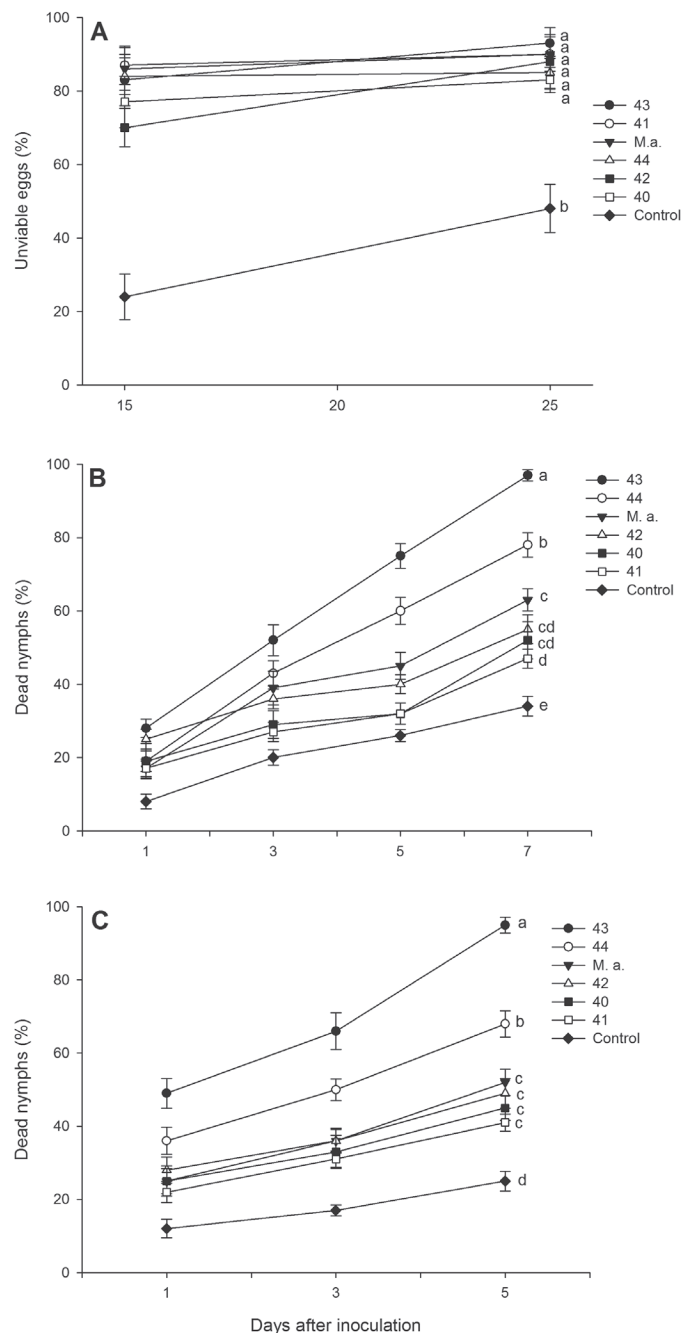 A
Unviable eggs (%)
100
80
60
40
20
0
15
20
25
a
a
a
a
a
a
b
43
41
M.a.
44
42
40
Control
B
Dead nymphs (%)
100
80
60
40
20
0
1
3
5
7
a
b
c
cd
cd
d
e
43
44
M. a.
42
40
41
Control
C
Dead nymphs (%)
100
80
60
40
20
0
1
3
5
a
b
c
c
c
c
d
43
44
M. a.
42
40
41
Control
Days after inoculation